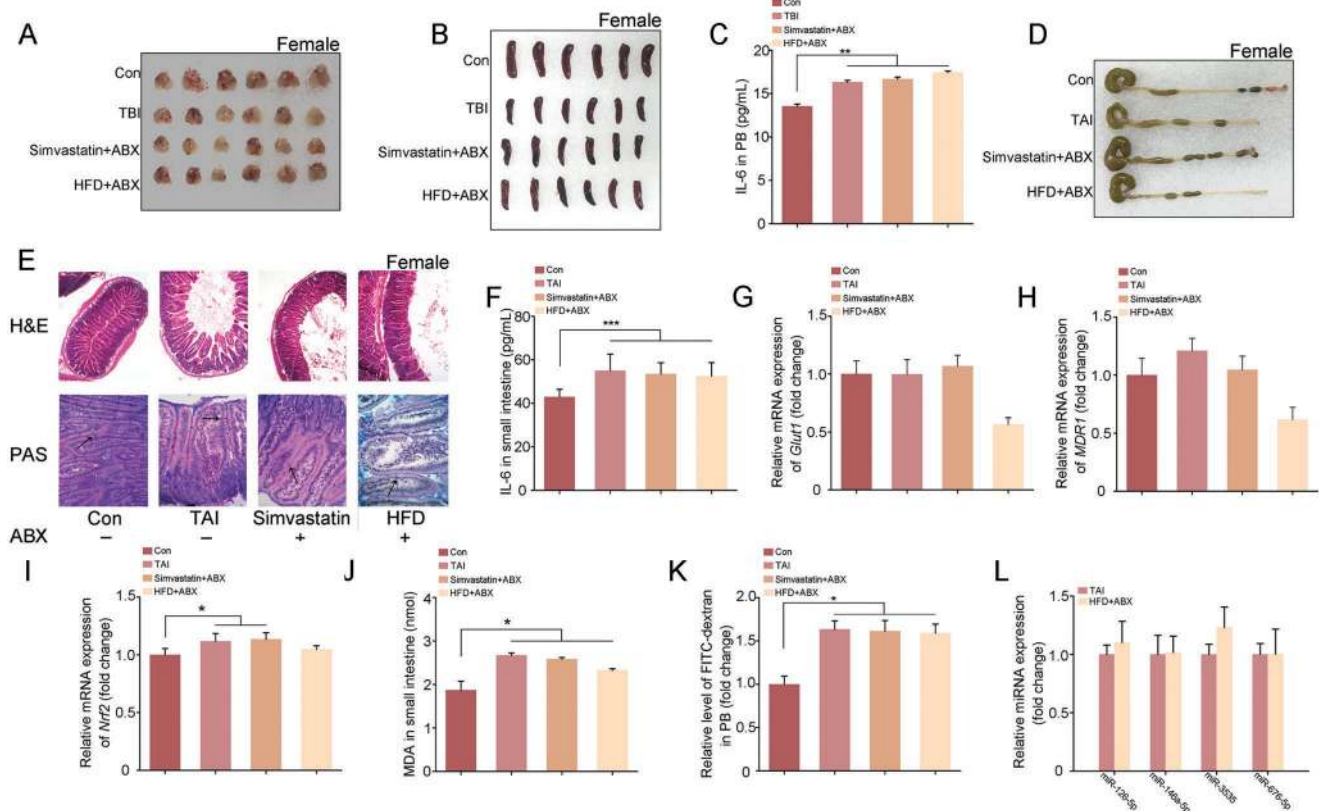 A
Female
Con
TBI
Simvastatin+ABX
HFD+ABX
B
Female
Con
TBI
Simvastatin+ABX
HFD+ABX
C
Con
TBI
Simvastatin+ABX
HFD+ABX
IL-6 in PB (pg/mL)
20
15
10
5
0
**
D
Female
Con
TAI
Simvastatin+ABX
HFD+ABX
E
Female
H&E
PAS
Con
TAI
Simvastatin
HFD
ABX
–
–
+
+
F
Con
TAI
Simvastatin+ABX
HFD+ABX
IL-6 in small intestine (pg/mL)
80
60
40
20
0
***
G
Con
TAI
Simvastatin+ABX
HFD+ABX
Relative mRNA expression
of Glut1 (fold change)
1.5
1.0
0.5
0
H
Con
TAI
Simvastatin+ABX
HFD+ABX
Relative mRNA expression
of MDR1 (fold change)
1.5
1.0
0.5
0
I
Con
TAI
Simvastatin+ABX
HFD+ABX
Relative mRNA expression
of Nrf2 (fold change)
1.5
1.0
0.5
0
*
J
Con
TAI
Simvastatin+ABX
HFD+ABX
MDA in small intestine (nmol)
4
3
2
1
0
*
K
Con
TAI
Simvastatin+ABX
HFD+ABX
Relative level of FITC-dextran
in PB (fold change)
2.0
1.5
1.0
0.5
0
*
L
TAI
HFD+ABX
Relative miRNA expression
(fold change)
1.5
1.0
0.5
0
miR-126-5p
miR-146a-5p
miR-3535
miR-676-5p